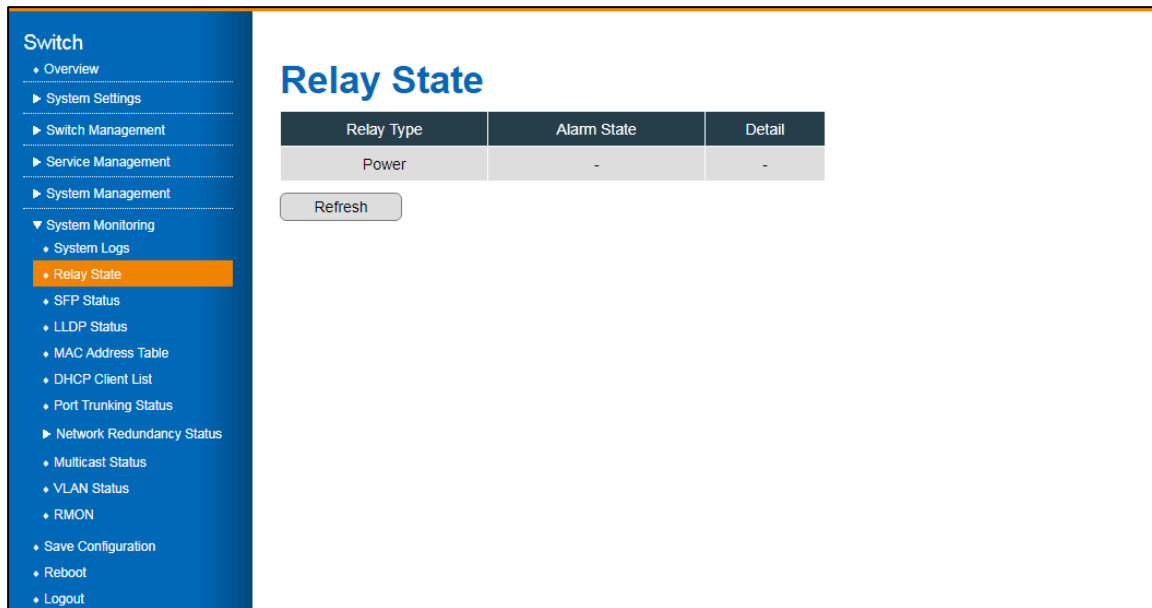 Switch
Overview
System Settings
Switch Management
Service Management
System Management
System Monitoring
System Logs
Relay State
SFP Status
LLDP Status
MAC Address Table
DHCP Client List
Port Trunking Status
Network Redundancy Status
Multicast Status
VLAN Status
RMON
Save Configuration
Reboot
Logout
Relay State
Relay Type Alarm State Detail
Power - -
Refresh